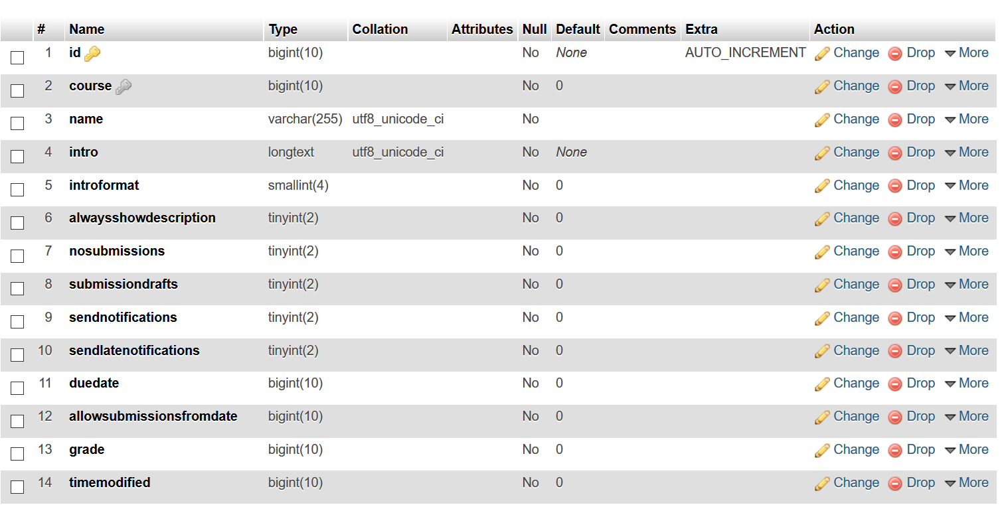 # Name Type Collation Attributes Null Default Comments Extra Action
1 id bigint(10) No None AUTO_INCREMENT Change Drop More
2 course bigint(10) No 0 Change Drop More
3 name varchar(255) utf8_unicode_ci No Change Drop More
4 intro longtext utf8_unicode_ci No None Change Drop More
5 introformat smallint(4) No 0 Change Drop More
6 alwaysshowdescription tinyint(2) No 0 Change Drop More
7 nosubmissions tinyint(2) No 0 Change Drop More
8 submissiondrafts tinyint(2) No 0 Change Drop More
9 sendnotifications tinyint(2) No 0 Change Drop More
10 sendlatenotifications tinyint(2) No 0 Change Drop More
11 duedate bigint(10) No 0 Change Drop More
12 allowsubmissionsfromdate bigint(10) No 0 Change Drop More
13 grade bigint(10) No 0 Change Drop More
14 timemodified bigint(10) No 0 Change Drop More